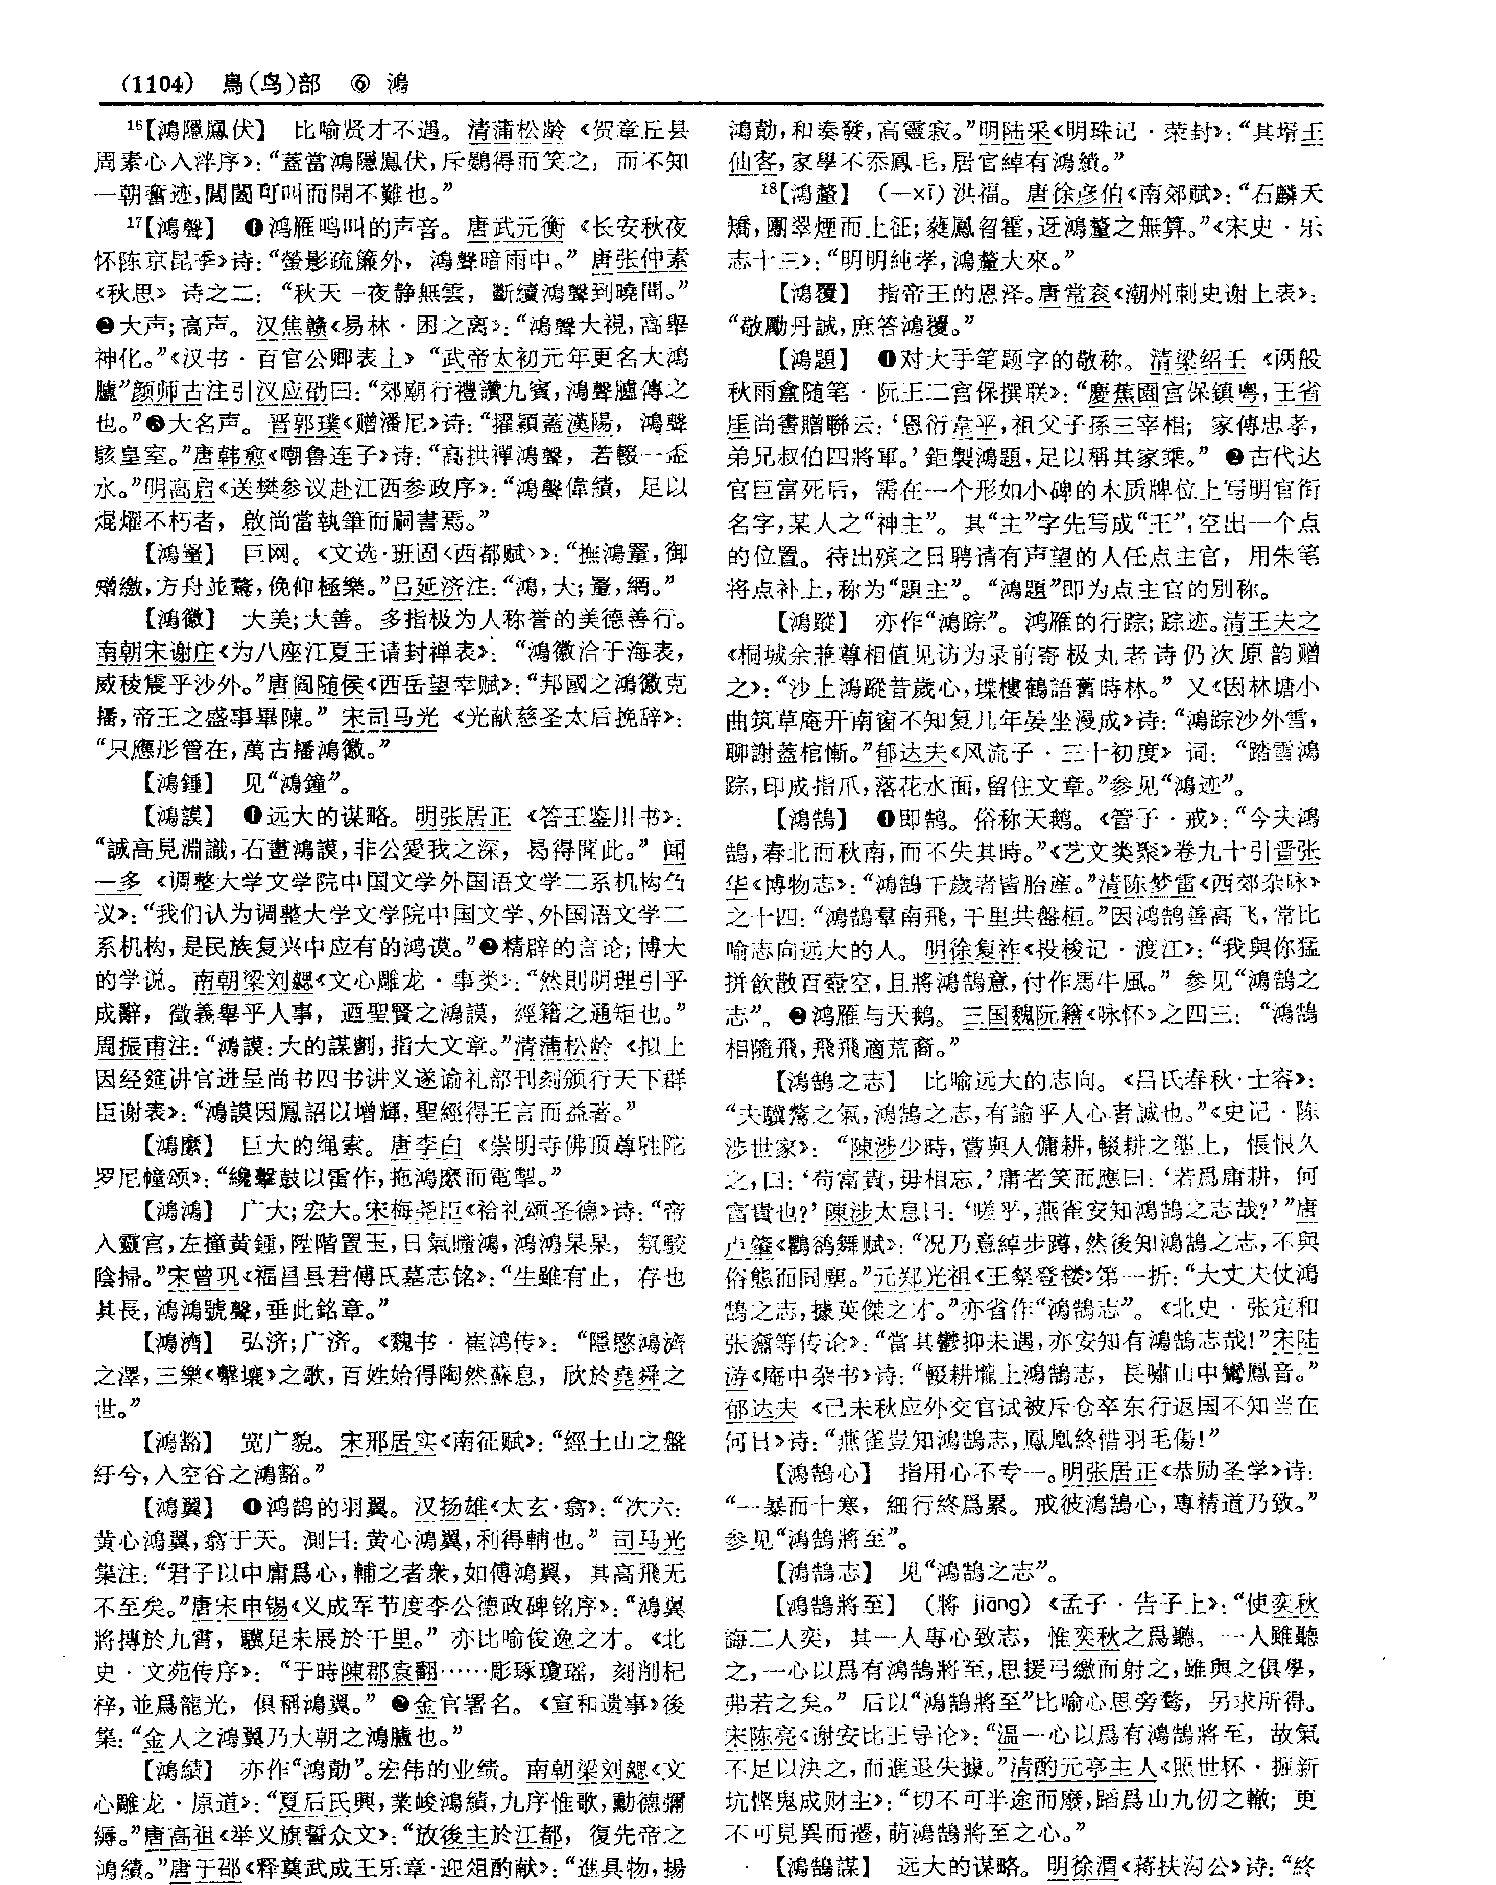 (1104) 鳥(鸟)部 ⑥ 鴻
16【鴻隱鳳伏】 比喻贤才不遇。清蒲松龄《贺章丘县
周素心入泮序》：“蓋當鴻隱鳳伏，斥鷃得而笑之；而不知
一朝奮迹，閶闔可叫而開不難也。”
17【鴻聲】 ❶鸿雁鸣叫的声音。唐武元衡《长安秋夜
怀陈京昆季》诗：“螢影疏簾外，鴻聲暗雨中。” 唐张仲素
《秋思》诗之二：“秋天一夜静無雲，斷續鴻聲到曉聞。”
❷大声；高声。汉焦赣《易林·困之离》：“鴻聲大視，高舉
神化。”《汉书·百官公卿表上》“武帝太初元年更名大鴻
臚”颜师古注引汉应劭曰：“郊廟行禮讚九賓，鴻聲臚傳之
也。”❸大名声。晋郭璞《赠潘尼》诗：“擢穎蓋漢陽，鴻聲
駭皇室。”唐韩愈《嘲鲁连子》诗：“高拱禪鴻聲，若輟一盃
水。”明高启《送樊参议赴江西参政序》：“鴻聲偉績，足以
焜燿不朽者，啟尚當執筆而嗣書焉。”
【鴻罿】 巨网。《文选·班固〈西都赋〉》：“撫鴻罿，御
矰繳，方舟並騖，俛仰極樂。”吕延济注：“鴻，大；罿，網。”
【鴻徽】 大美；大善。多指极为人称誉的美德善行。
南朝宋谢庄《为八座江夏王请封禅表》：“鴻徽洽于海表，
威稜震乎沙外。”唐阎随侯《西岳望幸赋》：“邦國之鴻徽克
播，帝王之盛事畢陳。” 宋司马光《光献慈圣太后挽辞》：
“只應彤管在，萬古播鴻徽。”
【鴻鍾】 见“鴻鐘”。
【鴻謨】 ❶远大的谋略。明张居正《答王鉴川书》：
“誠高見淵識，石畫鴻謨，非公愛我之深，曷得聞此。” 闻
一多《调整大学文学院中国文学外国语文学二系机构刍
议》：“我们认为调整大学文学院中国文学、外国语文学二
系机构，是民族复兴中应有的鸿谟。”❷精辟的言论；博大
的学说。南朝梁刘勰《文心雕龙·事类》：“然則明理引乎
成辭，徵義舉乎人事，迺聖賢之鴻謨，經籍之通矩也。”
周振甫注：“鴻謨：大的謀劃，指大文章。”清蒲松龄《拟上
因经筵讲官进呈尚书四书讲义遂谕礼部刊刻颁行天下群
臣谢表》：“鴻謨因鳳詔以增輝，聖經得王言而益著。”
【鴻縻】 巨大的绳索。唐李白《崇明寺佛顶尊胜陀
罗尼幢颂》：“纔擊鼓以雷作，拖鴻縻而電掣。”
【鴻鴻】 广大；宏大。宋梅尧臣《袷礼颂圣德》诗：“帝
入靈宫，左撞黄鍾，陛階置玉，日氣曈鴻，鴻鴻杲杲，氛駮
陰掃。”宋曾巩《福昌县君傅氏墓志铭》：“生雖有止，存也
其長，鴻鴻號聲，垂此銘章。”
【鴻濟】 弘济；广济。《魏书·崔鸿传》：“隱愍鴻濟
之澤，三樂《擊壤》之歌，百姓始得陶然蘇息，欣於堯舜之
世。”
【鴻豁】 宽广貌。宋邢居实《南征赋》：“經土山之盤
紆兮，入空谷之鴻豁。”
【鴻翼】 ❶鸿鹄的羽翼。汉扬雄《太玄·翕》：“次六：
黄心鴻翼，翕于天。測曰：黄心鴻翼，利得輔也。” 司马光
集注：“君子以中庸爲心，輔之者衆，如傅鴻翼，其高飛无
不至矣。”唐宋申锡《义成军节度李公德政碑铭序》：“鴻翼
將摶於九霄，驥足未展於千里。” 亦比喻俊逸之才。《北
史·文苑传序》：“于時陳郡袁翻……彫琢瓊瑶，刻削杞
梓，並爲龍光，俱稱鴻翼。” ❷金官署名。《宣和遗事》後
集：“金人之鴻翼乃大朝之鴻臚也。”
【鴻績】 亦作“鴻勣”。宏伟的业绩。南朝梁刘勰《文
心雕龙·原道》：“夏后氏興，業峻鴻績，九序惟歌，勳德彌
縟。”唐高祖《举义旗誓众文》：“放後主於江都，復先帝之
鴻績。”唐于邵《释奠武成王乐章·迎俎酌献》：“進具物，揚
鴻勣，和奏發，高靈寂。”明陆采《明珠记·荣封》：“其壻王
仙客，家學不忝鳳毛，居官綽有鴻績。”
18【鴻釐】 （—xī）洪福。唐徐彦伯《南郊赋》：“石麟夭
矯，團翠煙而上征；蕤鳳曶霍，迓鴻釐之無算。”《宋史·乐
志十三》：“明明純孝，鴻釐大來。”
【鴻覆】 指帝王的恩泽。唐常衮《潮州刺史谢上表》：
“敬勵丹誠，庶答鴻覆。”
【鴻題】 ❶对大手笔题字的敬称。清梁绍壬《两般
秋雨盦随笔·阮王二宫保撰联》：“慶蕉園宫保鎮粤，王省
厓尚書贈聯云：‘恩衍韋平，祖父子孫三宰相；家傳忠孝，
弟兄叔伯四將軍。’鉅製鴻題，足以稱其家乘。” ❷古代达
官巨富死后，需在一个形如小碑的木质牌位上写明官衔
名字，某人之“神主”。其“主”字先写成“王”，空出一个点
的位置。待出殡之日聘请有声望的人任点主官，用朱笔
将点补上，称为“題主”。“鴻題”即为点主官的别称。
【鴻蹤】 亦作“鴻踪”。鸿雁的行踪；踪迹。清王夫之
《桐城余兼尊相值见访为录前寄极丸老诗仍次原韵赠
之》：“沙上鴻蹤昔歲心，堞樓鶴語舊時林。” 又《因林塘小
曲筑草庵开南窗不知复几年晏坐漫成》诗：“鴻踪沙外雪，
聊謝蓋棺慚。”郁达夫《风流子·三十初度》词：“踏雪鴻
踪，印成指爪，落花水面，留住文章。”参见“鴻迹”。
【鴻鵠】 ❶即鹄。俗称天鹅。《管子·戒》：“今夫鴻
鵠，春北而秋南，而不失其時。”《艺文类聚》卷九十引晋张
华《博物志》：“鴻鵠千歲者皆胎產。”清陈梦雷《西郊杂咏》
之十四：“鴻鵠羣南飛，千里共盤桓。”因鸿鹄善高飞，常比
喻志向远大的人。明徐复祚《投梭记·渡江》：“我與你猛
拼飲散百壺空，且將鴻鵠意，付作馬牛風。” 参见“鴻鵠之
志”。❷鸿雁与天鹅。三国魏阮籍《咏怀》之四三：“鴻鵠
相隨飛，飛飛適荒裔。”
【鴻鵠之志】 比喻远大的志向。《吕氏春秋·士容》：
“夫驥驁之氣，鴻鵠之志，有諭乎人心者誠也。”《史记·陈
涉世家》：“陳涉少時，嘗與人傭耕，輟耕之壟上，悵恨久
之，曰：‘苟富貴，毋相忘。’庸者笑而應曰：‘若爲庸耕，何
富貴也？’陳涉太息曰：‘嗟乎，燕雀安知鴻鵠之志哉？’”唐
卢肇《鸜鹆舞赋》：“况乃意綽步蹲，然後知鴻鵠之志，不與
俗態而同塵。”元郑光祖《王粲登楼》第一折：“大丈夫仗鴻
鵠之志，據英傑之才。”亦省作“鴻鵠志”。《北史·张定和
张奫等传论》：“當其鬱抑未遇，亦安知有鴻鵠志哉！”宋陆
游《庵中杂书》诗：“輟耕壠上鴻鵠志，長嘯山中鸞鳳音。”
郁达夫《己未秋应外交官试被斥仓卒东行返国不知当在
何日》诗：“燕雀豈知鴻鵠志，鳳凰終惜羽毛傷！”
【鴻鵠心】 指用心不专一。明张居正《恭励圣学》诗：
“一暴而十寒，細行終爲累。戒彼鴻鵠心，專精道乃致。”
参见“鴻鵠將至”。
【鴻鵠志】 见“鴻鵠之志”。
【鴻鵠將至】 （將 jiāng）《孟子·告子上》：“使奕秋
誨二人奕，其一人專心致志，惟奕秋之爲聽。一人雖聽
之，一心以爲有鴻鵠將至，思援弓繳而射之，雖與之俱學，
弗若之矣。” 后以“鴻鵠將至”比喻心思旁骛，另求所得。
宋陈亮《谢安比王导论》：“温一心以爲有鴻鵠將至，故氣
不足以決之，而進退失據。”清酌元亭主人《照世杯·掘新
坑悭鬼成财主》：“切不可半途而廢，蹈爲山九仞之轍；更
不可見異而遷，萌鴻鵠將至之心。”
【鴻鵠謀】 远大的谋略。明徐渭《蒋扶沟公》诗：“終